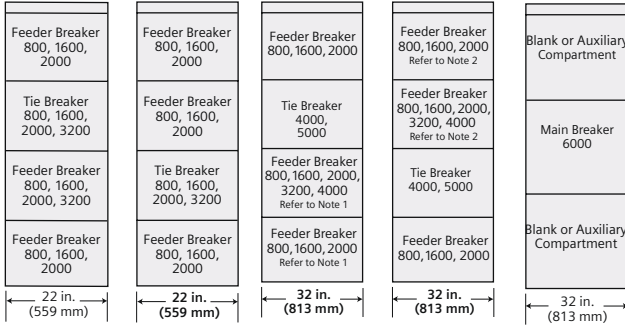 Feeder Breaker
800, 1600,
2000
Tie Breaker
800, 1600,
2000, 3200
Feeder Breaker
800, 1600,
2000, 3200
Feeder Breaker
800, 1600,
2000
22 in.
(559 mm)
Feeder Breaker
800, 1600,
2000
Feeder Breaker
800, 1600,
2000
Tie Breaker
800, 1600,
2000, 3200
Feeder Breaker
800, 1600,
2000
22 in.
(559 mm)
Feeder Breaker
800,1600, 2000
Tie Breaker
4000,
5000
Feeder Breaker
800, 1600, 2000,
3200, 4000
Refer to Note 1
Feeder Breaker
800,1600, 2000
Refer to Note 1
32 in.
(813 mm)
Feeder Breaker
800,1600, 2000
Refer to Note 2
Feeder Breaker
800,1600, 2000,
3200, 4000
Refer to Note 2
Tie Breaker
4000, 5000
Feeder Breaker
800,1600, 2000
32 in.
(813 mm)
Blank or Auxiliary
Compartment
Main Breaker
6000
Blank or Auxiliary
Compartment
32 in.
(813 mm)